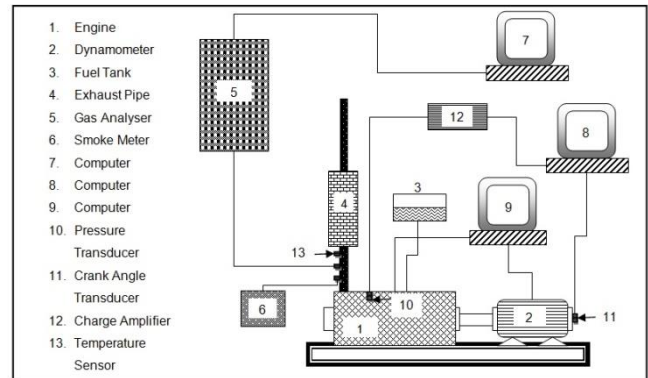 1. Engine
2. Dynamometer
3. Fuel Tank
4. Exhaust Pipe
5. Gas Analyser
6. Smoke Meter
7. Computer
8. Computer
9. Computer
10. Pressure
Transducer
11. Crank Angle
Transducer
12. Charge Amplifier
13. Temperature
Sensor
7
5
12
8
3
4
9
13
10
6
1
2
11